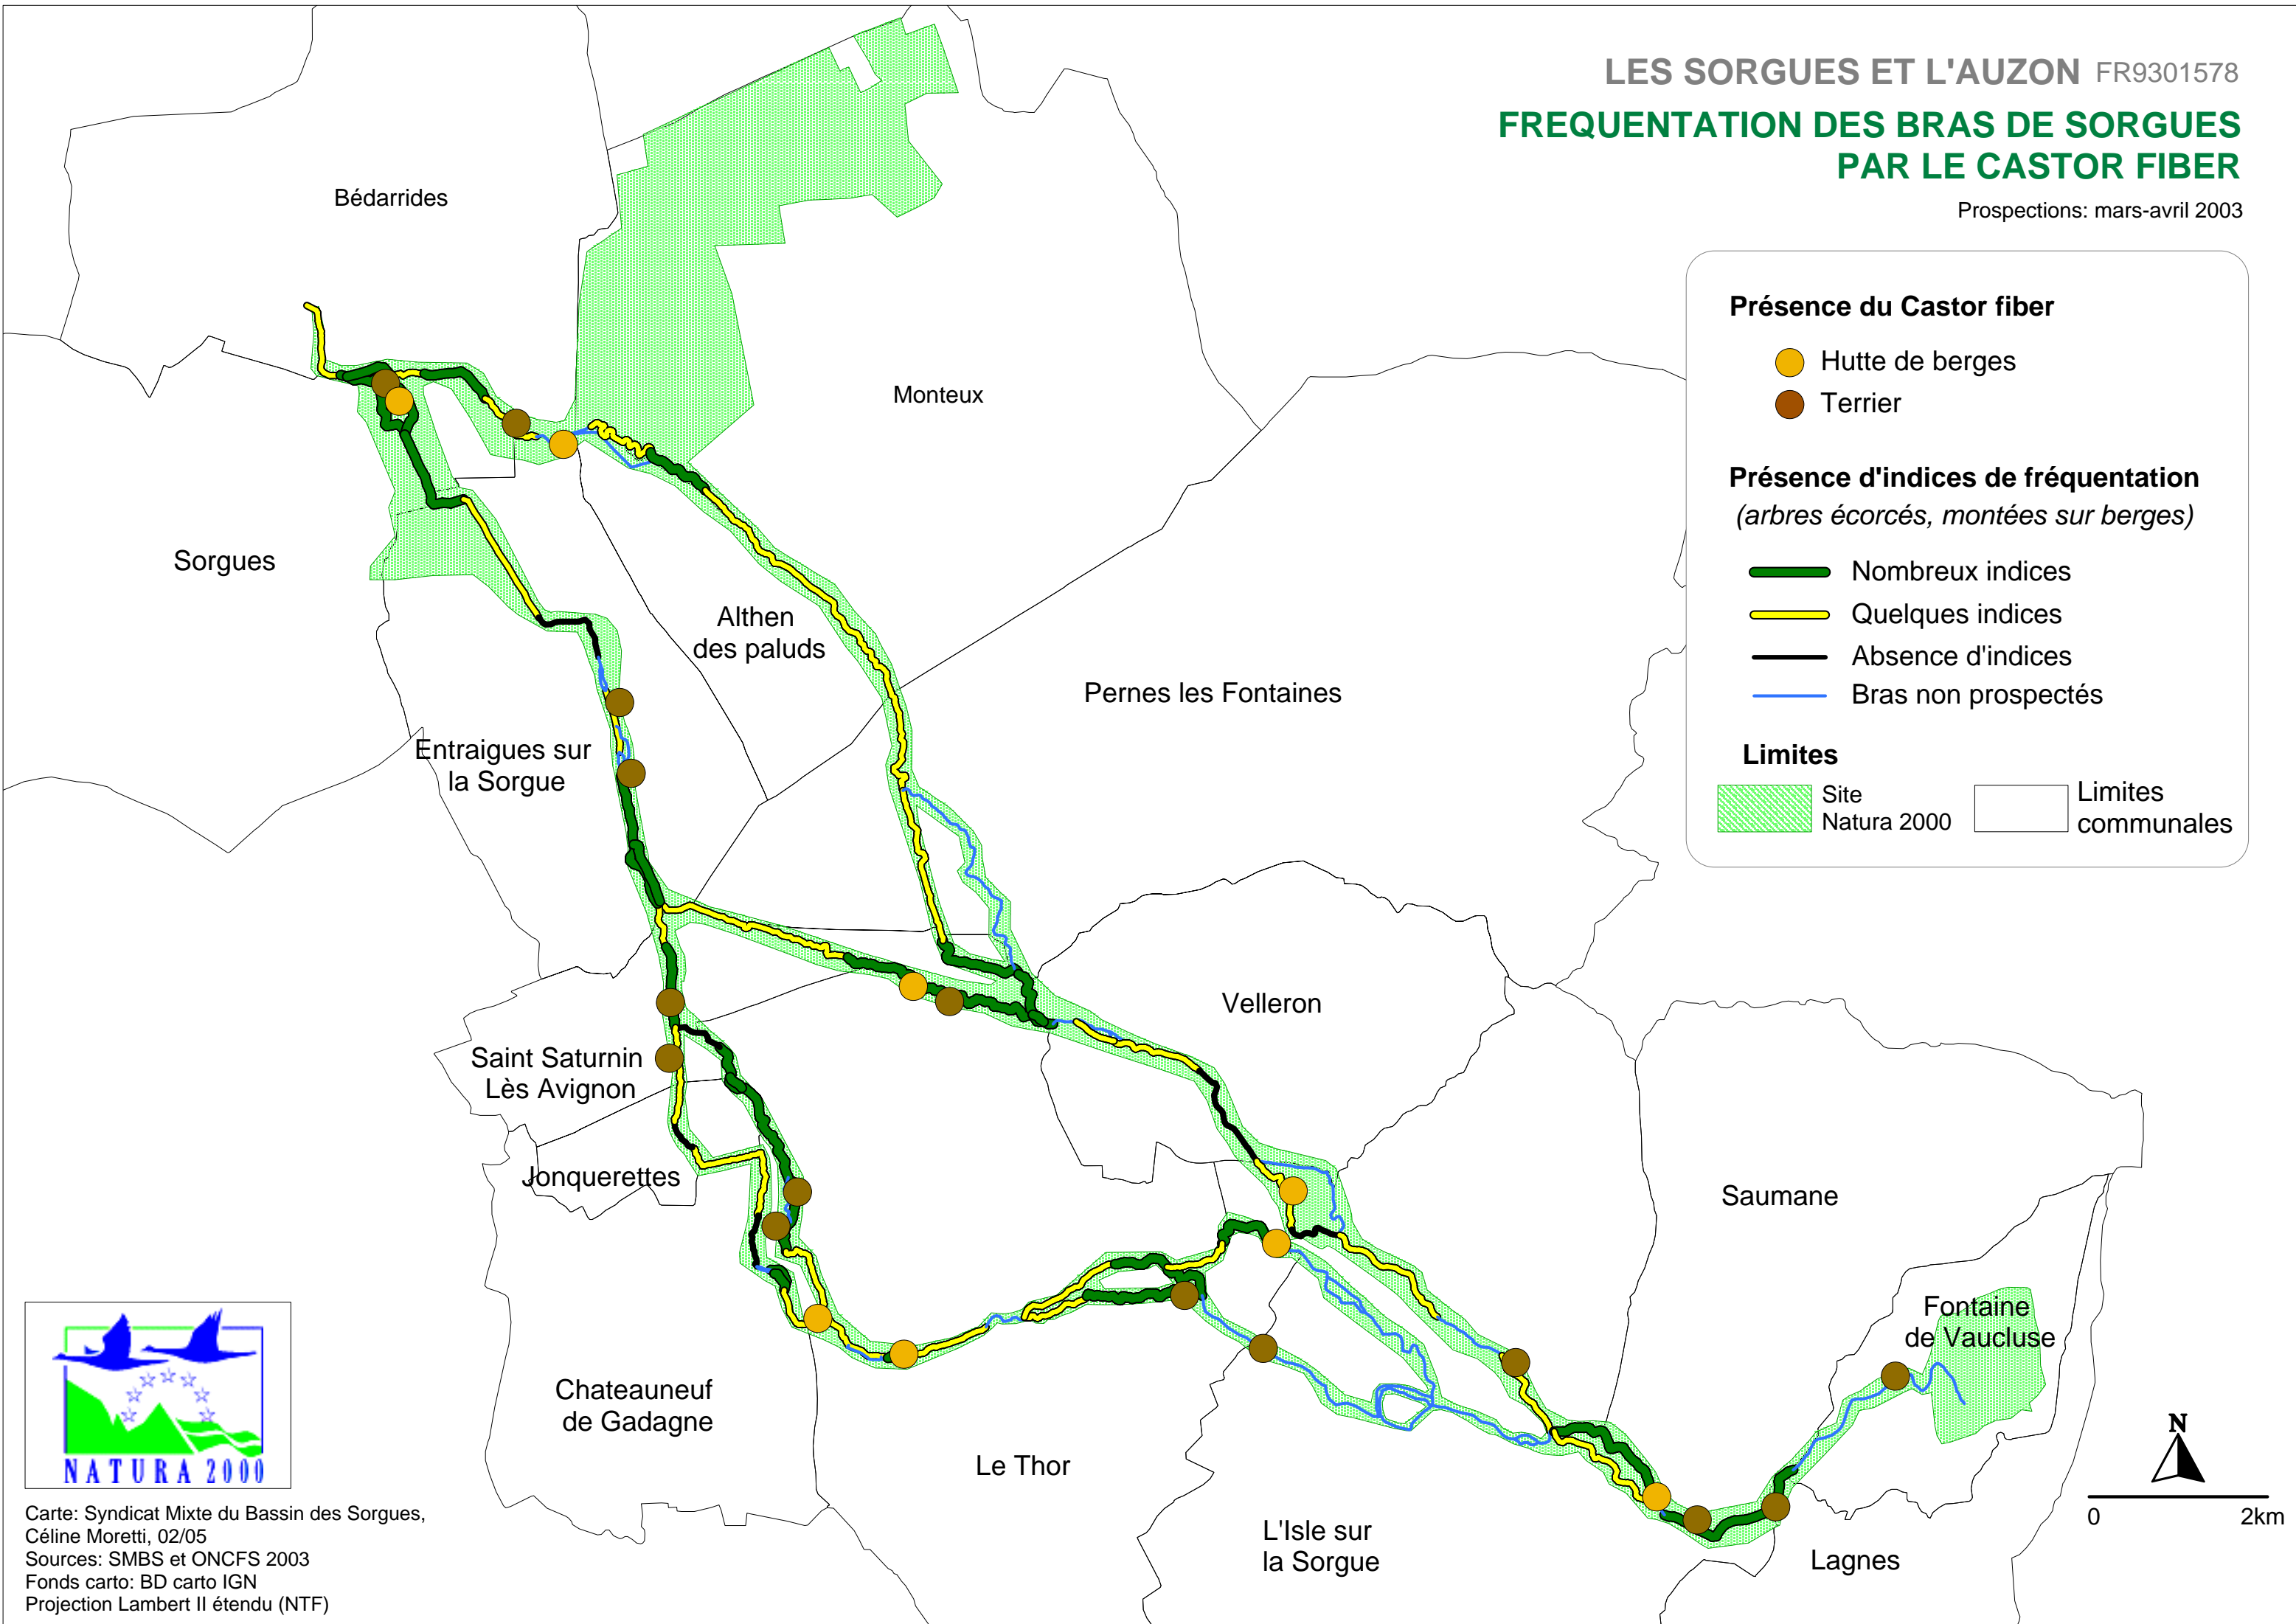 LES SORGUES ET L'AUZON FR9301578
FREQUENTATION DES BRAS DE SORGUES
PAR LE CASTOR FIBER
Prospections: mars-avril 2003
Présence du Castor fiber
Hutte de berges
Terrier
Présence d'indices de fréquentation
(arbres écorcés, montées sur berges)
Nombreux indices
Quelques indices
Absence d'indices
Bras non prospectés
Limites
Site
Natura 2000
Limites
communales
Bédarrides
Monteux
Sorgues
Althen
des paluds
Pernes les Fontaines
Entraigues sur
la Sorgue
Velleron
Saint Saturnin
Lès Avignon
Jonquerettes
Saumane
Fontaine
de Vaucluse
Chateauneuf
de Gadagne
Le Thor
L'Isle sur
la Sorgue
Lagnes
N
0 2km
NATURA 2000
Carte: Syndicat Mixte du Bassin des Sorgues,
Céline Moretti, 02/05
Sources: SMBS et ONCFS 2003
Fonds carto: BD carto IGN
Projection Lambert II étendu (NTF)